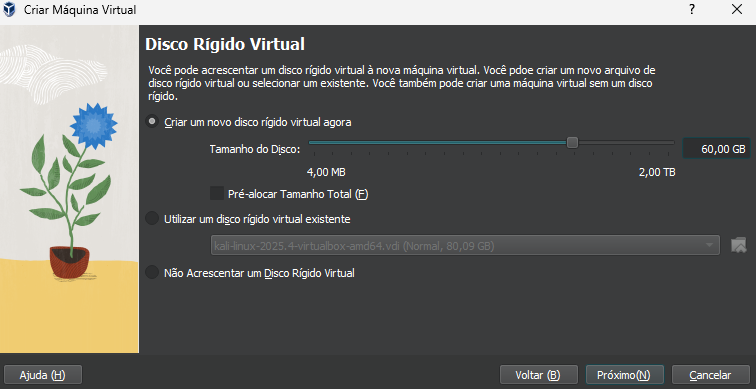 Criar Máquina Virtual
?
Disco Rígido Virtual
Você pode acrescentar um disco rígido virtual à nova máquina virtual. Você pdoe criar um novo arquivo de
disco rígido virtual ou selecionar um existente. Você também pode criar uma máquina virtual sem um disco
rígido.
Criar um novo disco rígido virtual agora
Tamanho do Disco:
60,00 GB
4,00 MB
2,00 TB
Pré-alocar Tamanho Total (F)
Utilizar um disco rígido virtual existente
kali-linux-2025.4-virtualbox-amd64.vdi (Normal, 80,09 GB)
Não Acrescentar um Disco Rígido Virtual
Ajuda (H)
Voltar (B)
Próximo(N)
Cancelar